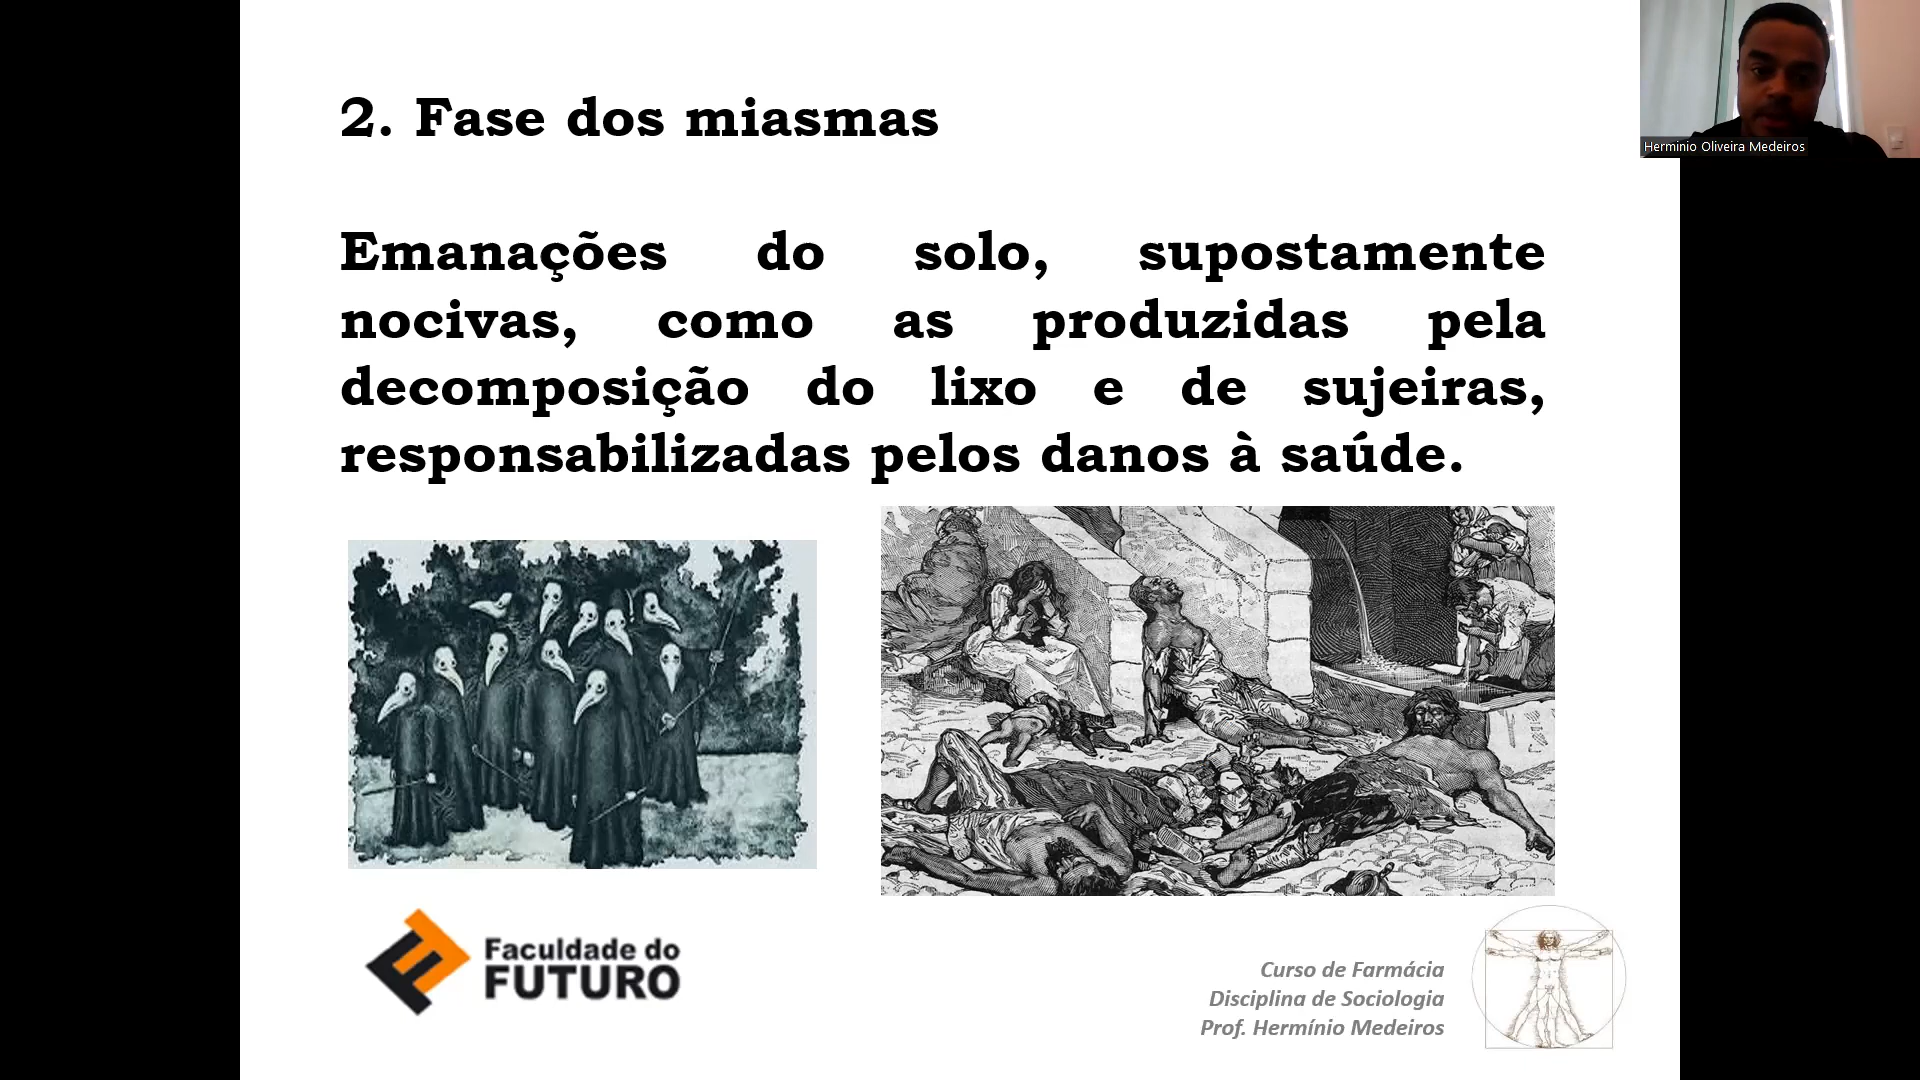 2. Fase dos miasmas
Emanações do solo, supostamente
nocivas, como as produzidas pela
decomposição do lixo e de sujeiras,
responsabilizadas pelos danos à saúde.
Herminio Oliveira Medeiros
Faculdade do
FUTURO
Curso de Farmácia
Disciplina de Sociologia
Prof. Hermínio Medeiros